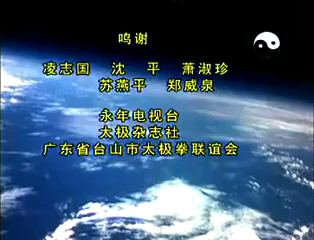 鸣谢
凌志国 沈 平 萧淑珍
苏燕平 郑威泉
永年电视台
太极杂志社
广东省台山市太极拳联谊会